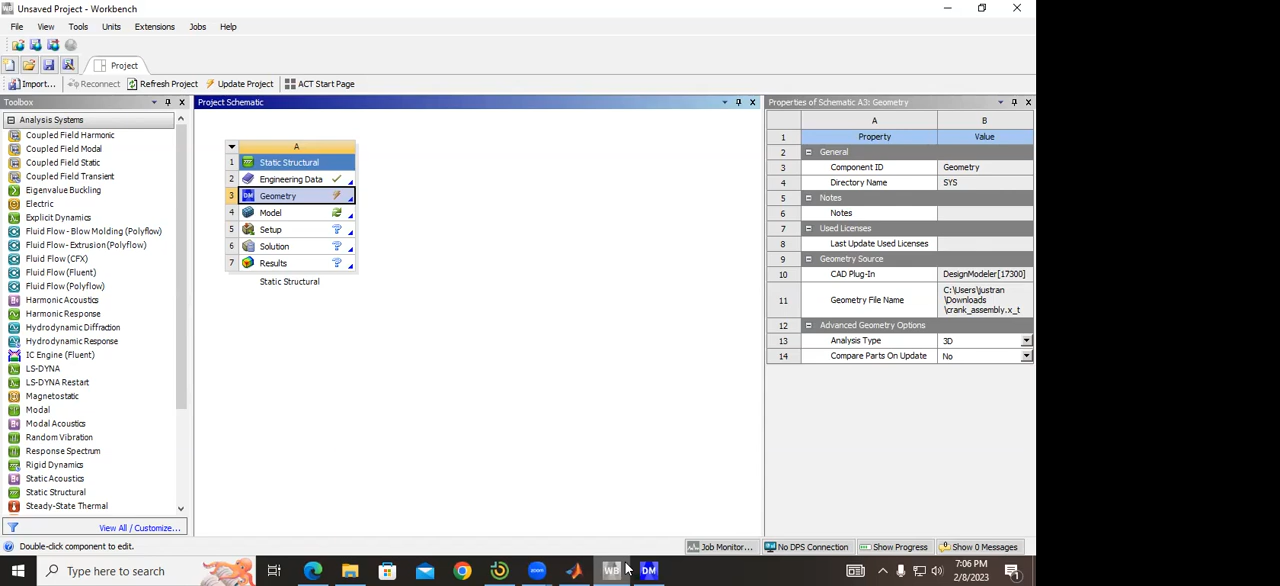 Unsaved Project - Workbench
File View Tools Units Extensions Jobs Help
Project
Import... Reconnect Refresh Project Update Project ACT Start Page
Toolbox
Analysis Systems
Coupled Field Harmonic
Coupled Field Modal
Coupled Field Static
Coupled Field Transient
Eigenvalue Buckling
Electric
Explicit Dynamics
Fluid Flow - Blow Molding (Polyflow)
Fluid Flow - Extrusion (Polyflow)
Fluid Flow (CFX)
Fluid Flow (Fluent)
Fluid Flow (Polyflow)
Harmonic Acoustics
Harmonic Response
Hydrodynamic Diffraction
Hydrodynamic Response
IC Engine (Fluent)
LS-DYNA
LS-DYNA Restart
Magnetostatic
Modal
Modal Acoustics
Random Vibration
Response Spectrum
Rigid Dynamics
Static Acoustics
Static Structural
Steady-State Thermal
View All / Customize...
Project Schematic
A
1 Static Structural
2 Engineering Data
3 DM Geometry
4 Model
5 Setup ?
6 Solution ?
7 Results ?
Static Structural
Properties of Schematic A3: Geometry
A B
1 Property Value
2 General
3 Component ID Geometry
4 Directory Name SYS
5 Notes
6 Notes
7 Used Licenses
8 Last Update Used Licenses
9 Geometry Source
10 CAD Plug-In DesignModeler[17300]
11 Geometry File Name C:\Users\justran
\Downloads
\crank_assembly.x_t
12 Advanced Geometry Options
13 Analysis Type 3D
14 Compare Parts On Update No
Double-click component to edit.
Job Monitor... No DPS Connection Show Progress Show 0 Messages
Type here to search
WB DM
7:06 PM
2/8/2023
1